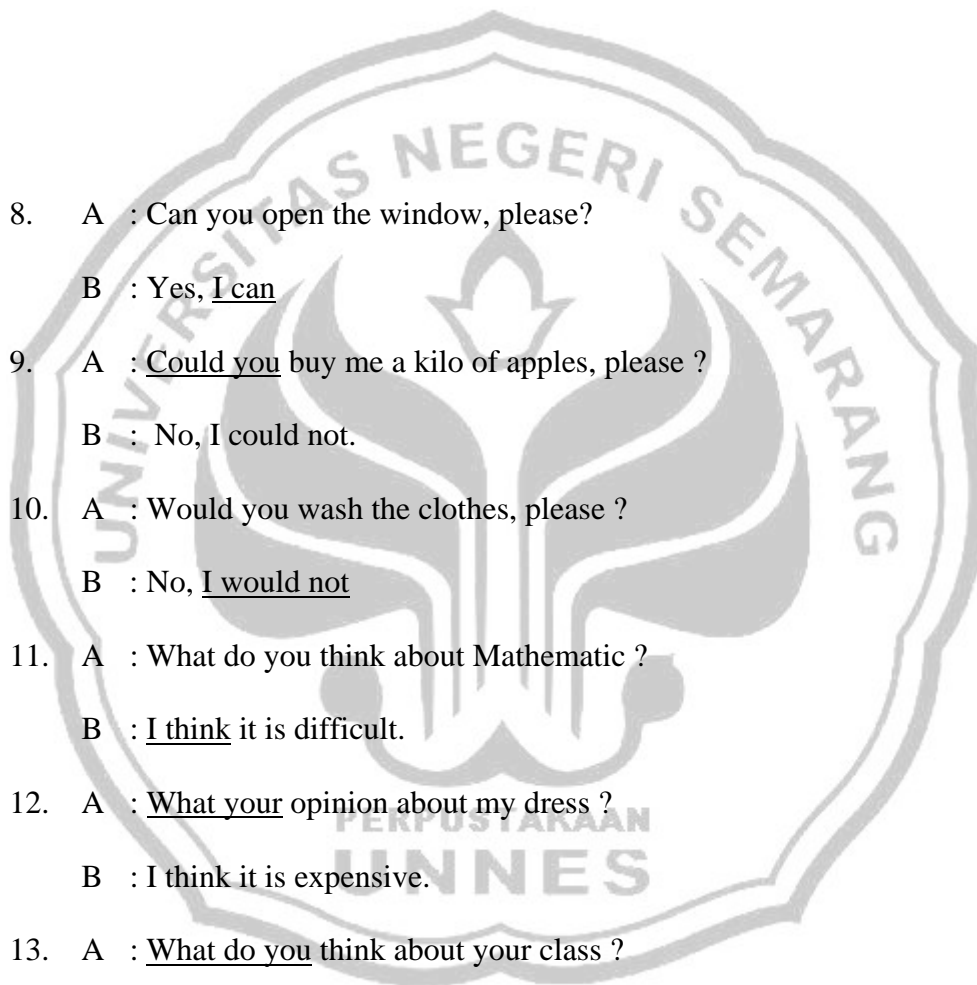 UNIVERSITAS NEGERI SEMARANG
8. A : Can you open the window, please?
B : Yes, I can
9. A : Could you buy me a kilo of apples, please ?
B : No, I could not.
10. A : Would you wash the clothes, please ?
B : No, I would not
11. A : What do you think about Mathematic ?
B : I think it is difficult.
12. A : What your opinion about my dress ?
PERPUSTAKAAN
B : I think it is expensive.
UNNES
13. A : What do you think about your class ?